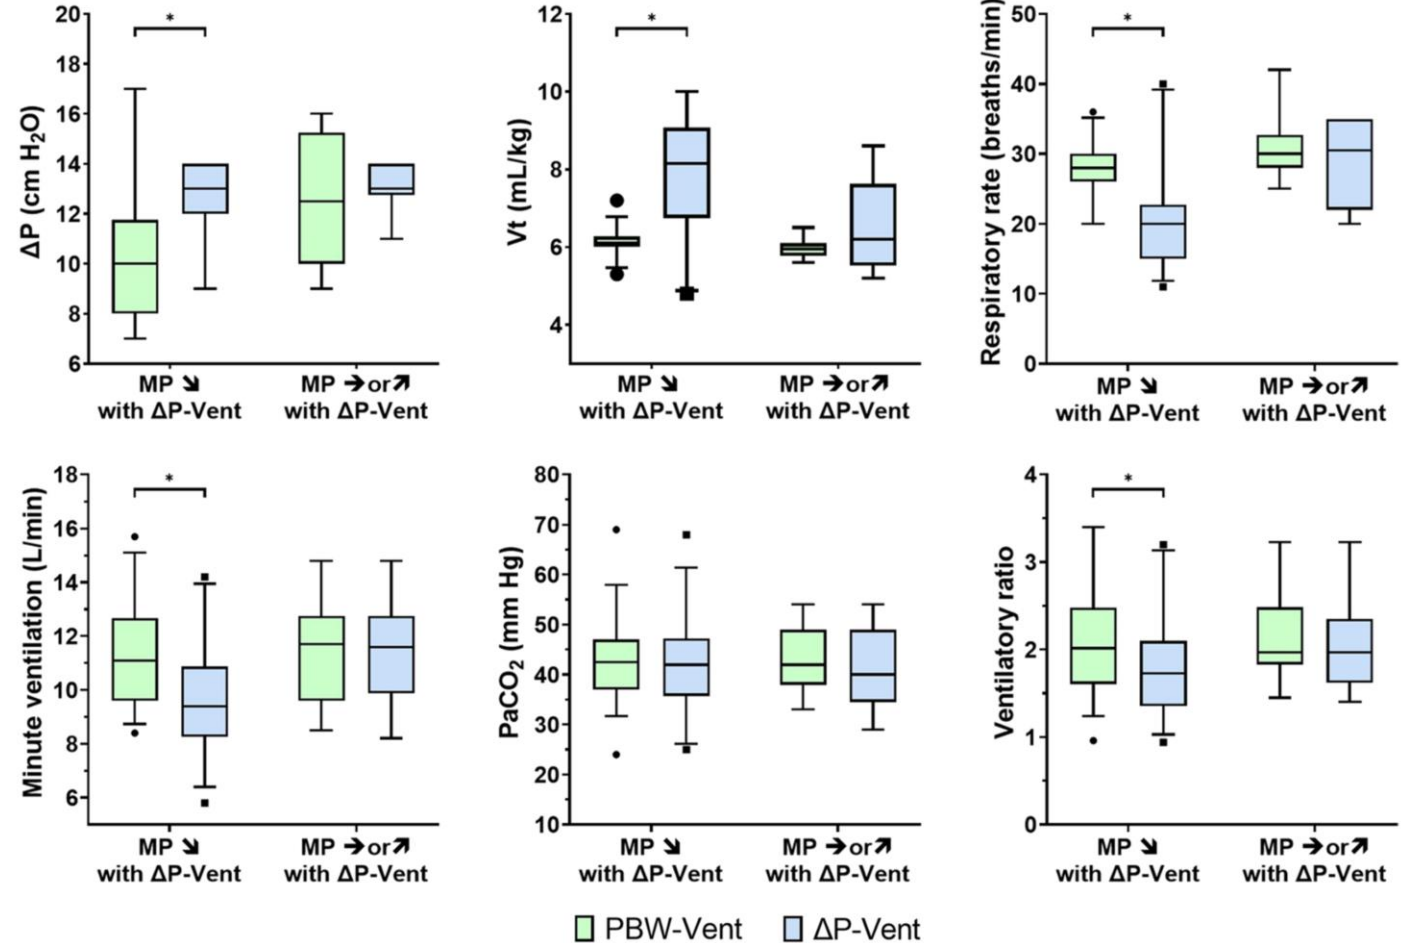 ΔP (cm H₂O)
20
18
16
14
12
10
8
6
*
MP ➘
with ΔP-Vent
MP ➔or➚
with ΔP-Vent
Vt (mL/kg)
12
10
8
6
4
*
MP ➘
with ΔP-Vent
MP ➔or➚
with ΔP-Vent
Respiratory rate (breaths/min)
50
40
30
20
10
0
*
MP ➘
with ΔP-Vent
MP ➔or➚
with ΔP-Vent
Minute ventilation (L/min)
18
16
14
12
10
8
6
*
MP ➘
with ΔP-Vent
MP ➔or➚
with ΔP-Vent
PaCO₂ (mm Hg)
80
70
60
50
40
30
20
10
MP ➘
with ΔP-Vent
MP ➔or➚
with ΔP-Vent
Ventilatory ratio
4
3
2
1
0
*
MP ➘
with ΔP-Vent
MP ➔or➚
with ΔP-Vent
PBW-Vent ΔP-Vent